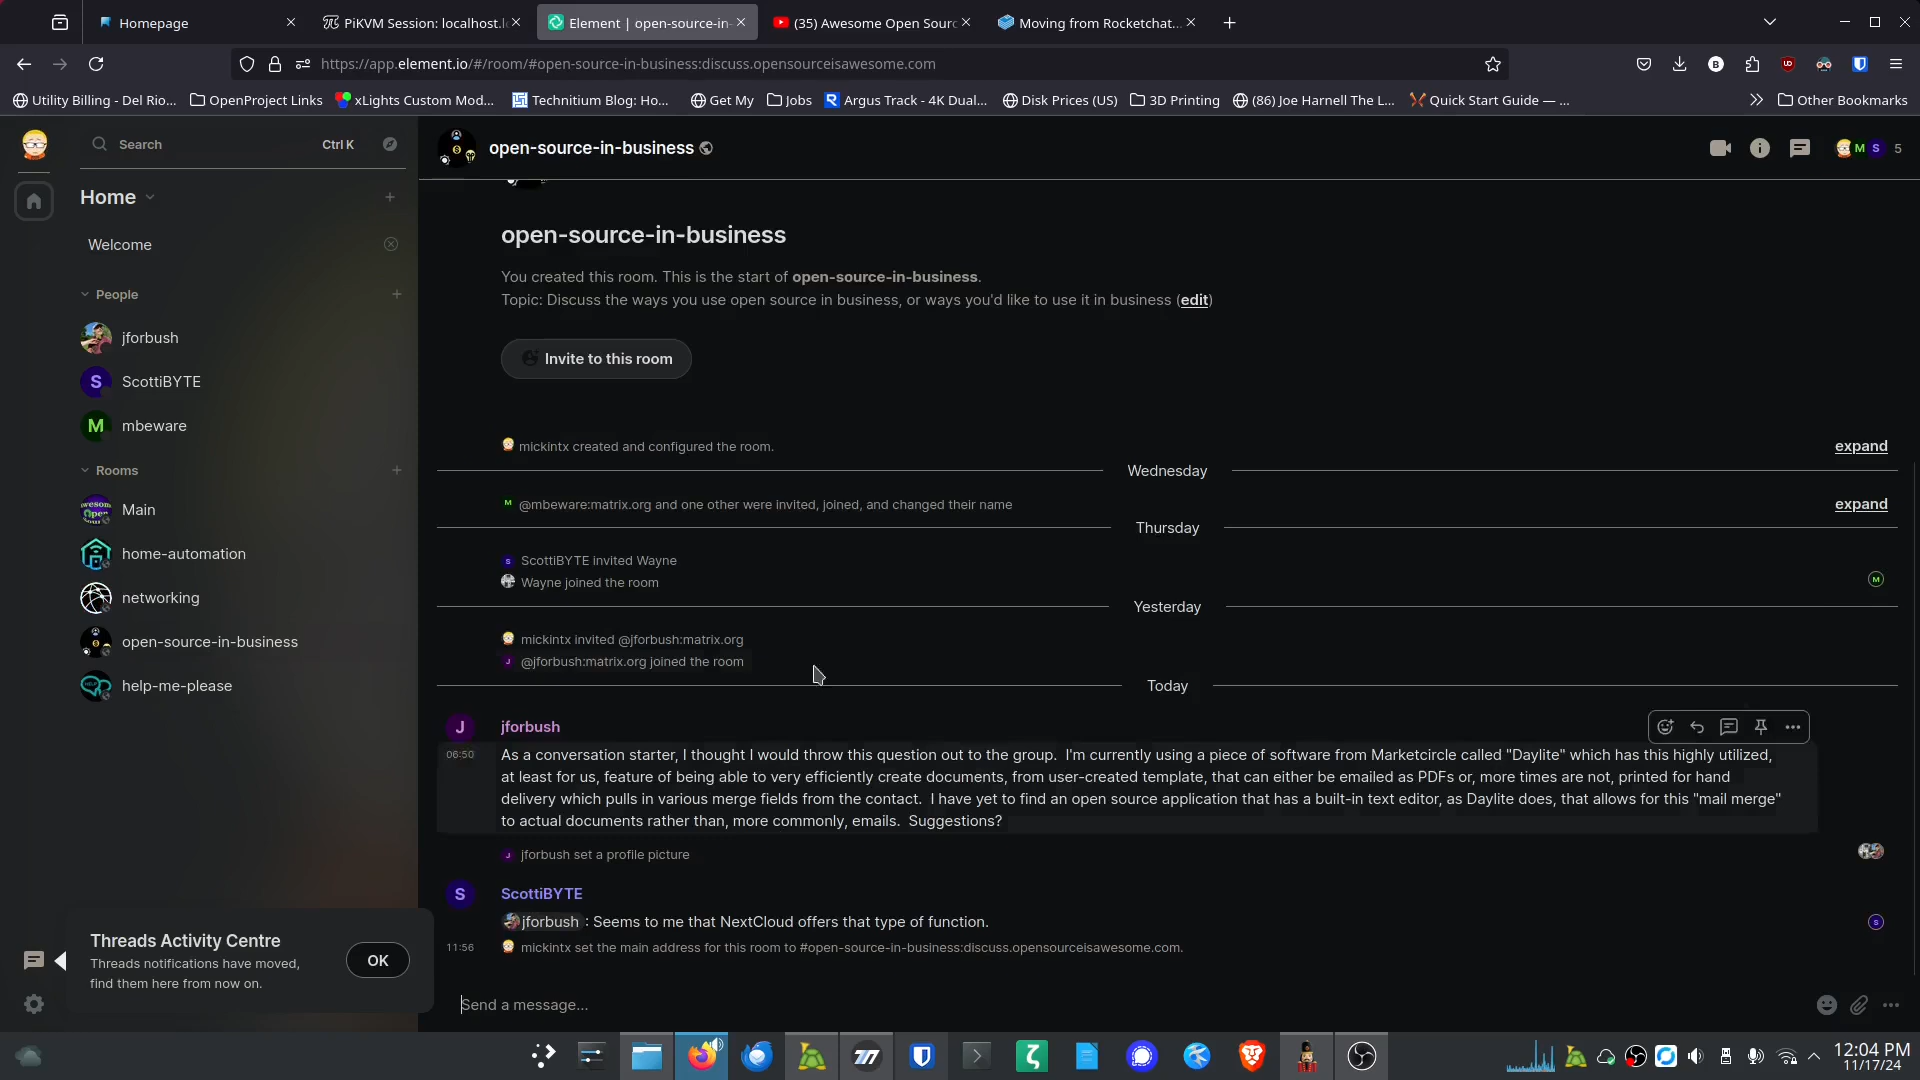 Homepage
PiKVM Session: localhost.l
Element | open-source-in-
(35) Awesome Open Sourc
Moving from Rocketchat...
https://app.element.io/#/room/#open-source-in-business:discuss.opensourceisawesome.com
Utility Billing - Del Rio...
OpenProject Links
xLights Custom Mod...
Technitium Blog: Ho...
Get My
Jobs
Argus Track - 4K Dual...
Disk Prices (US)
3D Printing
(86) Joe Harnell The L...
Quick Start Guide — ...
Other Bookmarks
Search
Ctrl K
Home
Welcome
People
jforbush
S ScottiBYTE
M mbeware
Rooms
Main
home-automation
networking
open-source-in-business
help-me-please
Threads Activity Centre
Threads notifications have moved,
find them here from now on.
OK
open-source-in-business
M S 5
open-source-in-business
You created this room. This is the start of open-source-in-business.
Topic: Discuss the ways you use open source in business, or ways you'd like to use it in business (edit)
Invite to this room
mickintx created and configured the room.
expand
Wednesday
M @mbeware:matrix.org and one other were invited, joined, and changed their name
expand
Thursday
S ScottiBYTE invited Wayne
Wayne joined the room
M
Yesterday
mickintx invited @jforbush:matrix.org
J @jforbush:matrix.org joined the room
Today
J jforbush
06:50 As a conversation starter, I thought I would throw this question out to the group.  I'm currently using a piece of software from Marketcircle called "Daylite" which has this highly utilized,
at least for us, feature of being able to very efficiently create documents, from user-created template, that can either be emailed as PDFs or, more times are not, printed for hand
delivery which pulls in various merge fields from the contact.  I have yet to find an open source application that has a built-in text editor, as Daylite does, that allows for this "mail merge"
to actual documents rather than, more commonly, emails.  Suggestions?
J jforbush set a profile picture
S ScottiBYTE
jforbush : Seems to me that NextCloud offers that type of function.
S
11:56 mickintx set the main address for this room to #open-source-in-business:discuss.opensourceisawesome.com.
Send a message...
12:04 PM
11/17/24